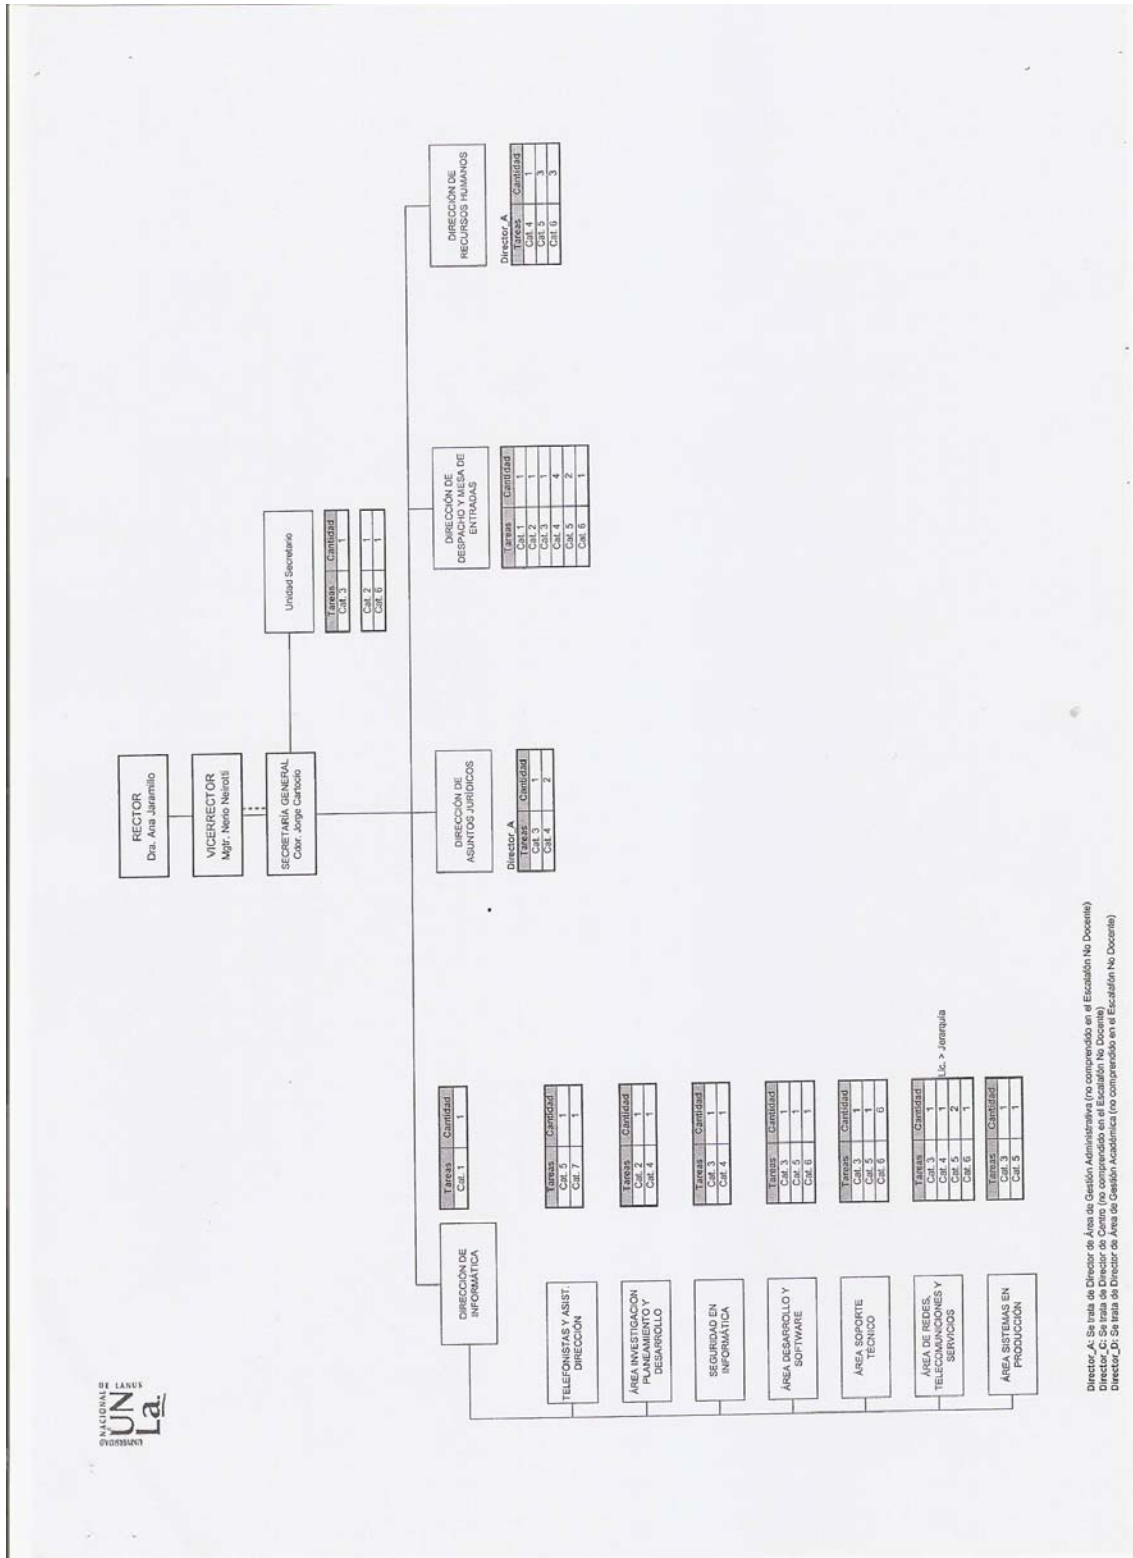 UNIVERSIDAD NACIONAL DE LANUS
UN
La.
RECTOR
Dra. Ana Jaramillo
VICERRECTOR
Mgtr. Nerio Neirotti
SECRETARÍA GENERAL
Cdor. Jorge Cartocio
Unidad Secretario
Tareas Cantidad
Cat. 3 1
Cat. 2 1
Cat. 6 1
DIRECCIÓN DE
INFORMÁTICA
Tareas Cantidad
Cat. 1 1
TELEFONISTAS Y ASIST.
DIRECCIÓN
Tareas Cantidad
Cat. 5 1
Cat. 7 1
ÁREA INVESTIGACION
PLANEAMIENTO Y
DESARROLLO
Tareas Cantidad
Cat. 2 1
Cat. 4 1
SEGURIDAD EN
INFORMÁTICA
Tareas Cantidad
Cat. 3 1
Cat. 4 1
ÁREA DESARROLLO Y
SOFTWARE
Tareas Cantidad
Cat. 3 1
Cat. 5 1
Cat. 6 1
ÁREA SOPORTE
TÉCNICO
Tareas Cantidad
Cat. 3 1
Cat. 5 1
Cat. 6 6
ÁREA DE REDES,
TELECOMUNICIONES Y
SERVICIOS
Tareas Cantidad
Cat. 3 1
Cat. 4 1 Lic. > Jerarquía
Cat. 5 2
Cat. 6 1
ÁREA SISTEMAS EN
PRODUCCIÓN
Tareas Cantidad
Cat. 3 1
Cat. 5 1
DIRECCIÓN DE
ASUNTOS JURÍDICOS
Director_A
Tareas Cantidad
Cat. 3 1
Cat. 4 2
DIRECCIÓN DE
DESPACHO Y MESA DE
ENTRADAS
Tareas Cantidad
Cat. 1 1
Cat. 2 1
Cat. 3 1
Cat. 4 4
Cat. 5 2
Cat. 6 1
DIRECCIÓN DE
RECURSOS HUMANOS
Director_A
Tareas Cantidad
Cat. 4 1
Cat. 5 3
Cat. 6 3
Director_A: Se trata de Director de Área de Gestión Administrativa (no comprendido en el Escalafón No Docente)
Director_C: Se trata de Director de Centro (no comprendido en el Escalafón No Docente)
Director_D: Se trata de Director de Área de Gestión Académica (no comprendido en el Escalafón No Docente)